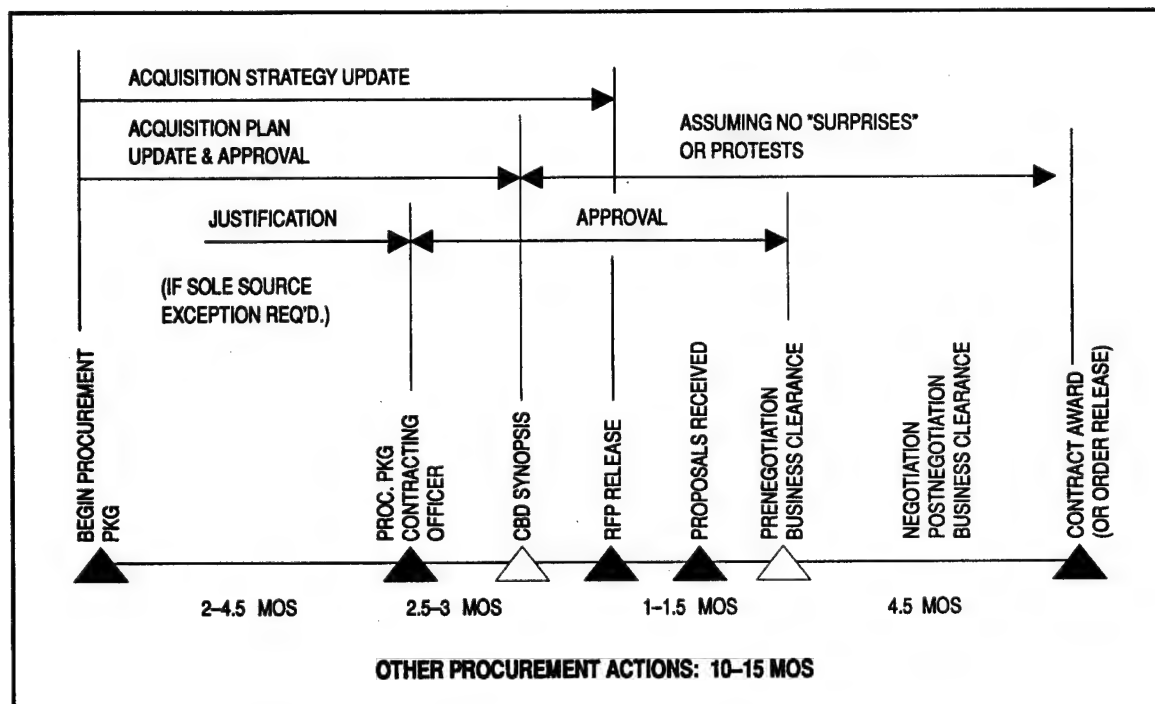 ACQUISITION STRATEGY UPDATE
ACQUISITION PLAN
UPDATE & APPROVAL
ASSUMING NO "SURPRISES"
OR PROTESTS
JUSTIFICATION
APPROVAL
(IF SOLE SOURCE
EXCEPTION REQ'D.)
BEGIN PROCUREMENT
PKG
PROC. PKG
CONTRACTING
OFFICER
CBD SYNOPSIS
RFP RELEASE
PROPOSALS RECEIVED
PRENEGOTIATION
BUSINESS CLEARANCE
NEGOTIATION
POSTNEGOTIATION
BUSINESS CLEARANCE
CONTRACT AWARD
(OR ORDER RELEASE)
2–4.5 MOS
2.5–3 MOS
1–1.5 MOS
4.5 MOS
OTHER PROCUREMENT ACTIONS: 10–15 MOS